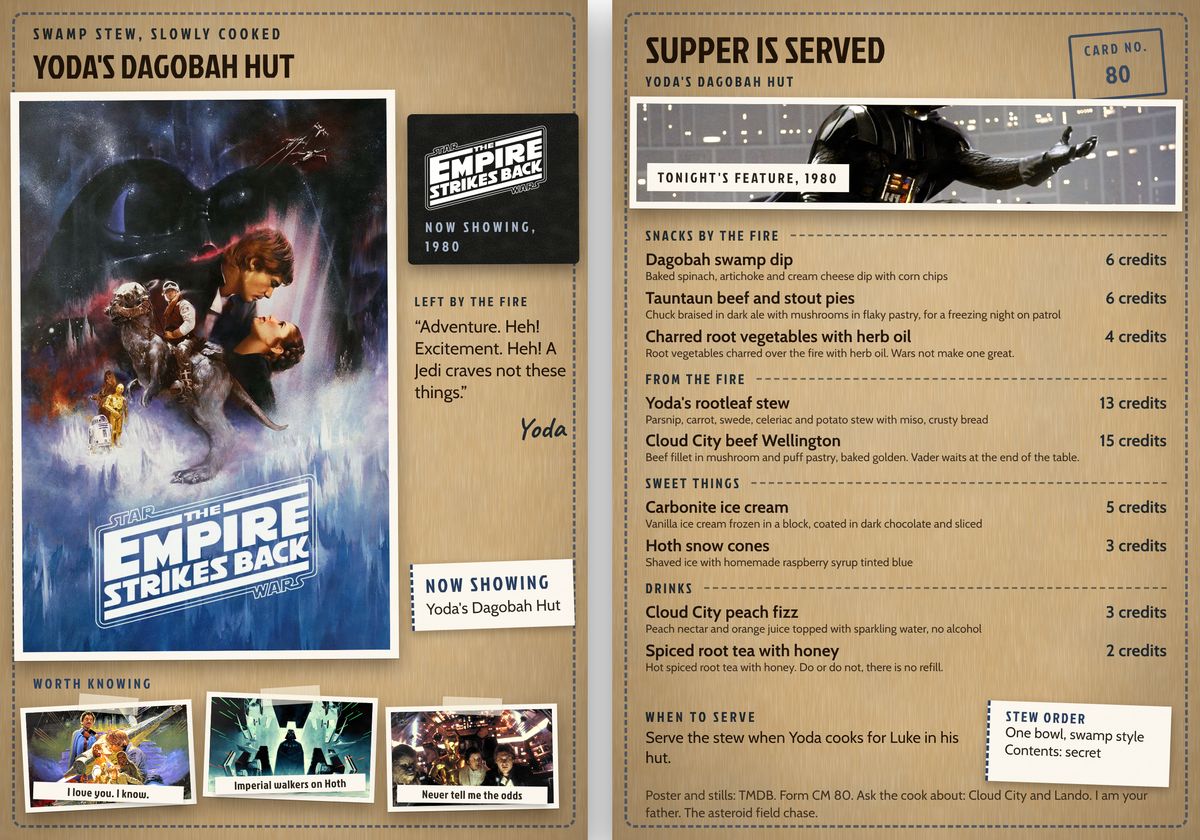 SWAMP STEW, SLOWLY COOKED
YODA'S DAGOBAH HUT
STAR
THE
EMPIRE
STRIKES BACK
WARS
STAR
THE
EMPIRE
STRIKES BACK
WARS
NOW SHOWING,
1980
LEFT BY THE FIRE
“Adventure. Heh!
Excitement. Heh! A
Jedi craves not these
things.”
Yoda
NOW SHOWING
Yoda's Dagobah Hut
WORTH KNOWING
I love you. I know.
Imperial walkers on Hoth
Never tell me the odds
SUPPER IS SERVED
YODA'S DAGOBAH HUT
CARD NO.
80
TONIGHT'S FEATURE, 1980
SNACKS BY THE FIRE
Dagobah swamp dip 6 credits
Baked spinach, artichoke and cream cheese dip with corn chips
Tauntaun beef and stout pies 6 credits
Chuck braised in dark ale with mushrooms in flaky pastry, for a freezing night on patrol
Charred root vegetables with herb oil 4 credits
Root vegetables charred over the fire with herb oil. Wars not make one great.
FROM THE FIRE
Yoda's rootleaf stew 13 credits
Parsnip, carrot, swede, celeriac and potato stew with miso, crusty bread
Cloud City beef Wellington 15 credits
Beef fillet in mushroom and puff pastry, baked golden. Vader waits at the end of the table.
SWEET THINGS
Carbonite ice cream 5 credits
Vanilla ice cream frozen in a block, coated in dark chocolate and sliced
Hoth snow cones 3 credits
Shaved ice with homemade raspberry syrup tinted blue
DRINKS
Cloud City peach fizz 3 credits
Peach nectar and orange juice topped with sparkling water, no alcohol
Spiced root tea with honey 2 credits
Hot spiced root tea with honey. Do or do not, there is no refill.
WHEN TO SERVE
Serve the stew when Yoda cooks for Luke in his
hut.
STEW ORDER
One bowl, swamp style
Contents: secret
Poster and stills: TMDB. Form CM 80. Ask the cook about: Cloud City and Lando. I am your
father. The asteroid field chase.